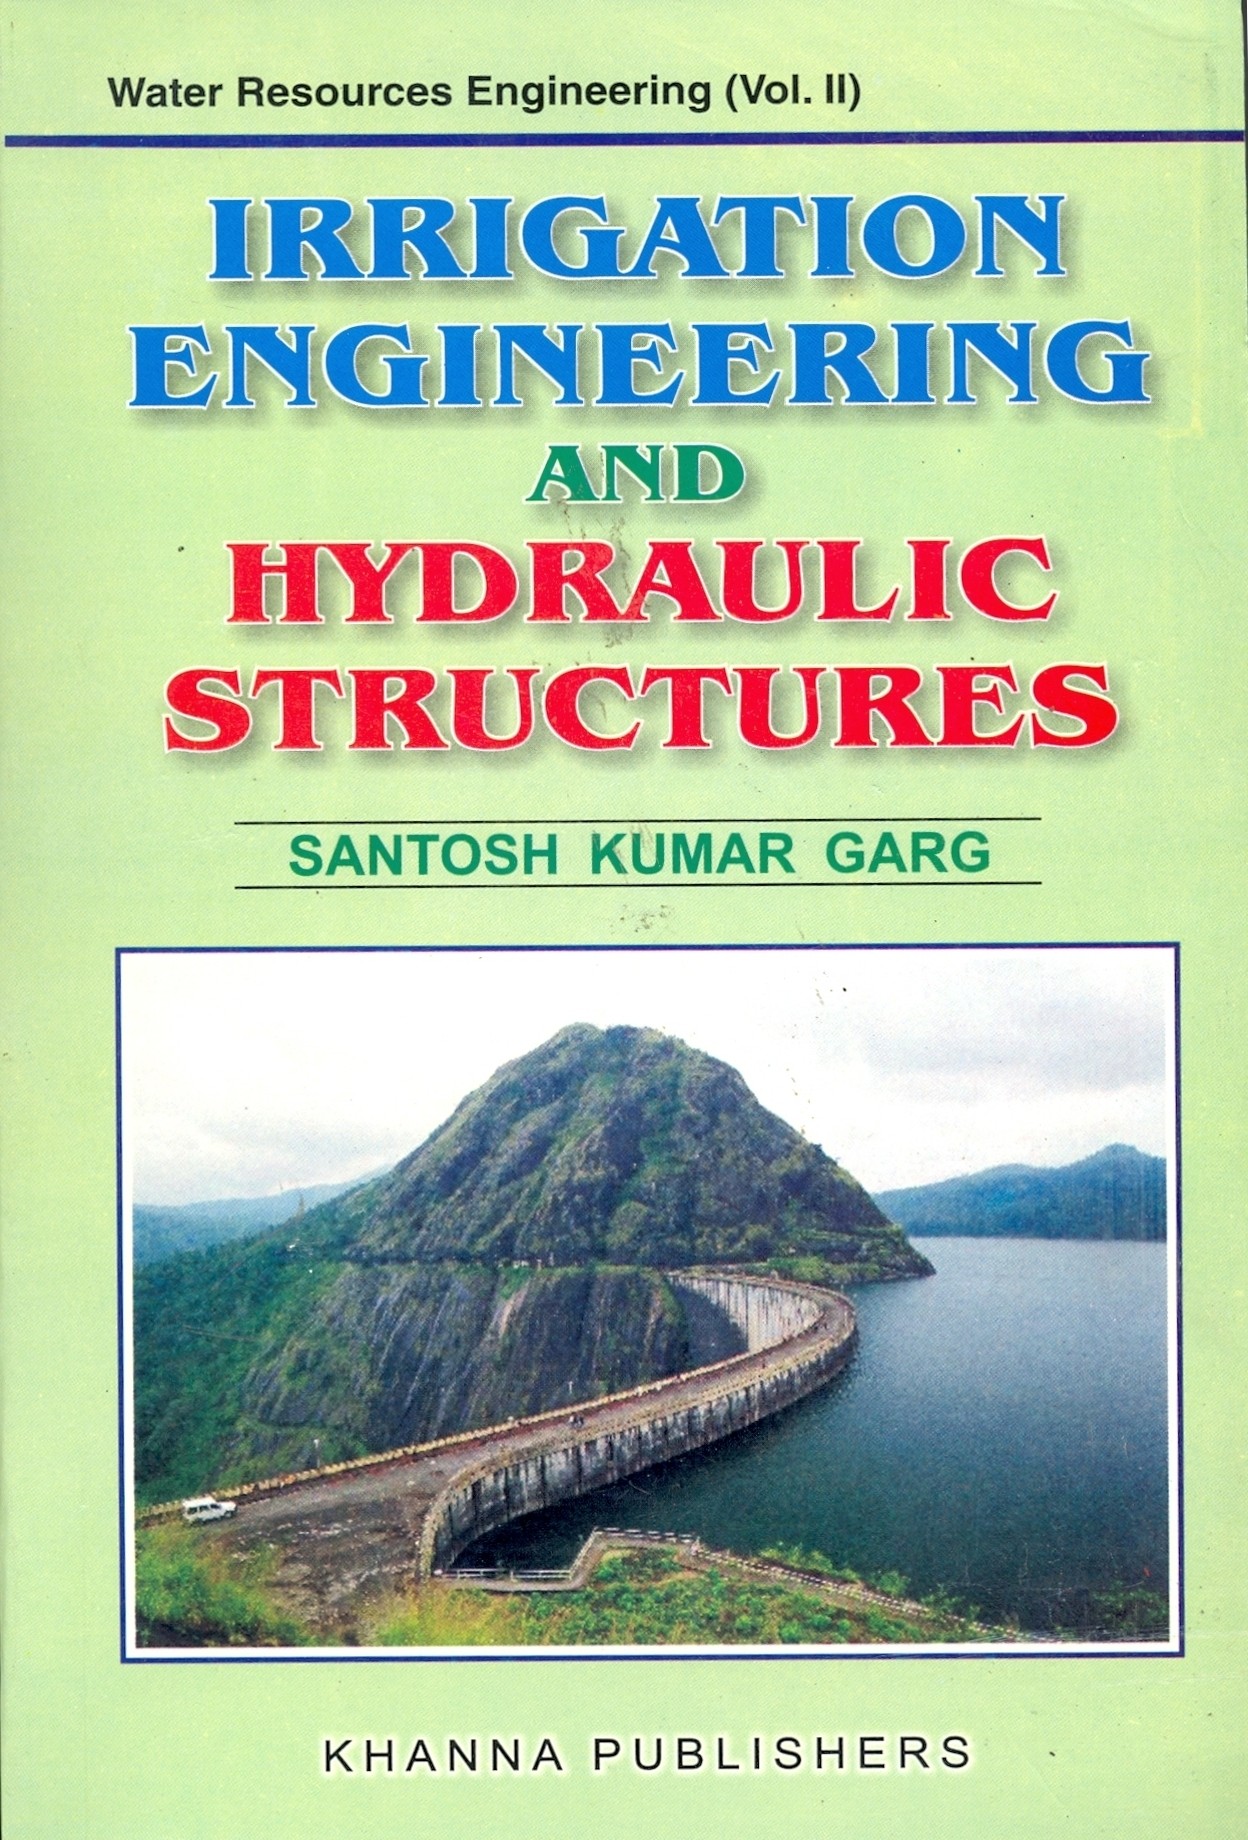 Water Resources Engineering (Vol. II)
IRRIGATION
ENGINEERING
AND
HYDRAULIC
STRUCTURES
SANTOSH KUMAR GARG
KHANNA PUBLISHERS